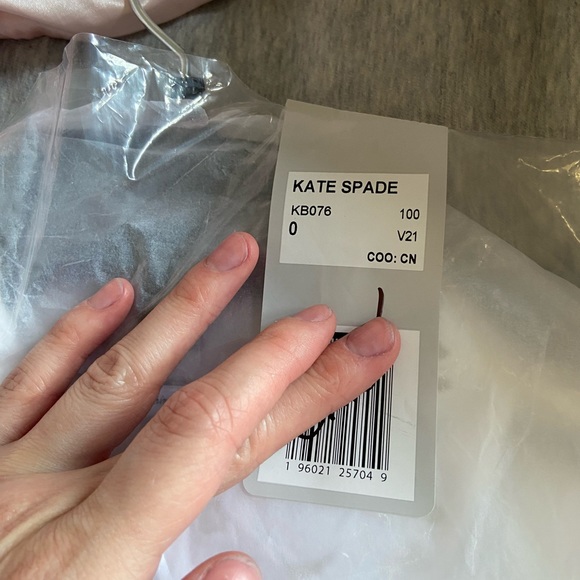 KATE SPADE
KB076 100
0 V21
COO: CN
1 96021 25704 9